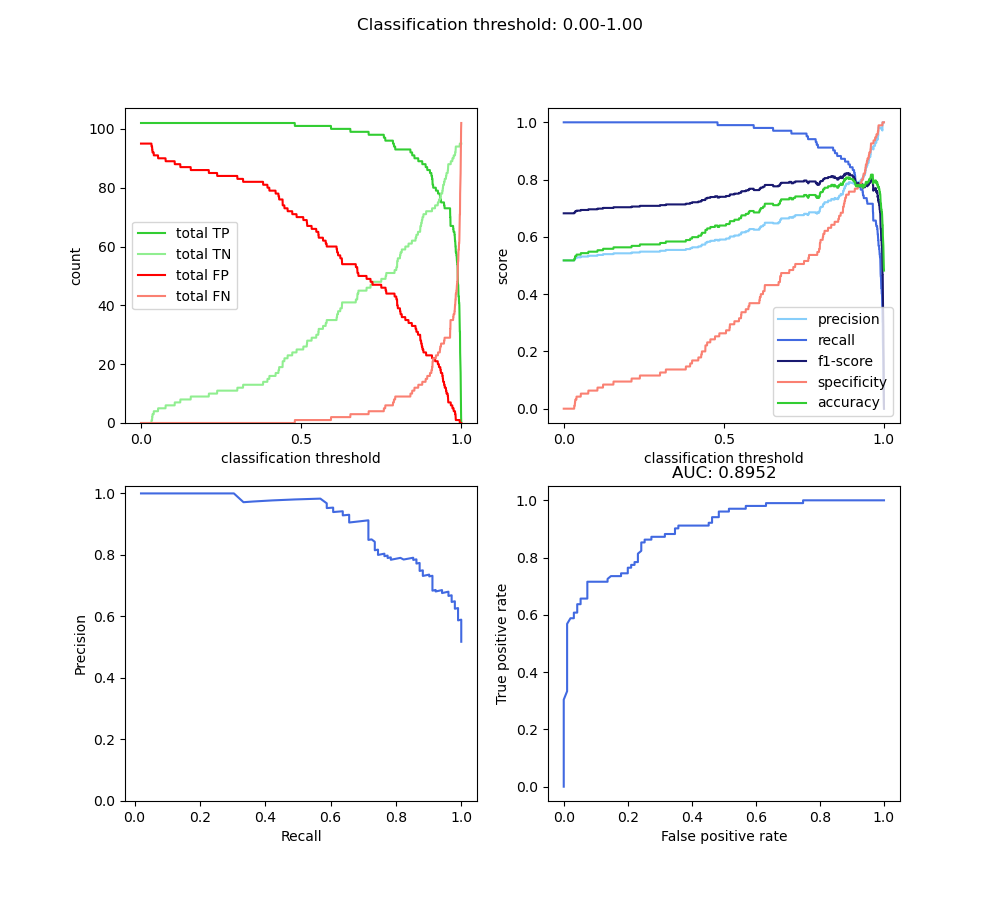 Classification threshold: 0.00-1.00
count
100
80
60
40
20
0
total TP
total TN
total FP
total FN
0.0 0.5 1.0
classification threshold
score
1.0
0.8
0.6
0.4
0.2
0.0
precision
recall
f1-score
specificity
accuracy
0.0 0.5 1.0
classification threshold
Precision
1.0
0.8
0.6
0.4
0.2
0.0
0.0 0.2 0.4 0.6 0.8 1.0
Recall
AUC: 0.8952
True positive rate
1.0
0.8
0.6
0.4
0.2
0.0
0.0 0.2 0.4 0.6 0.8 1.0
False positive rate